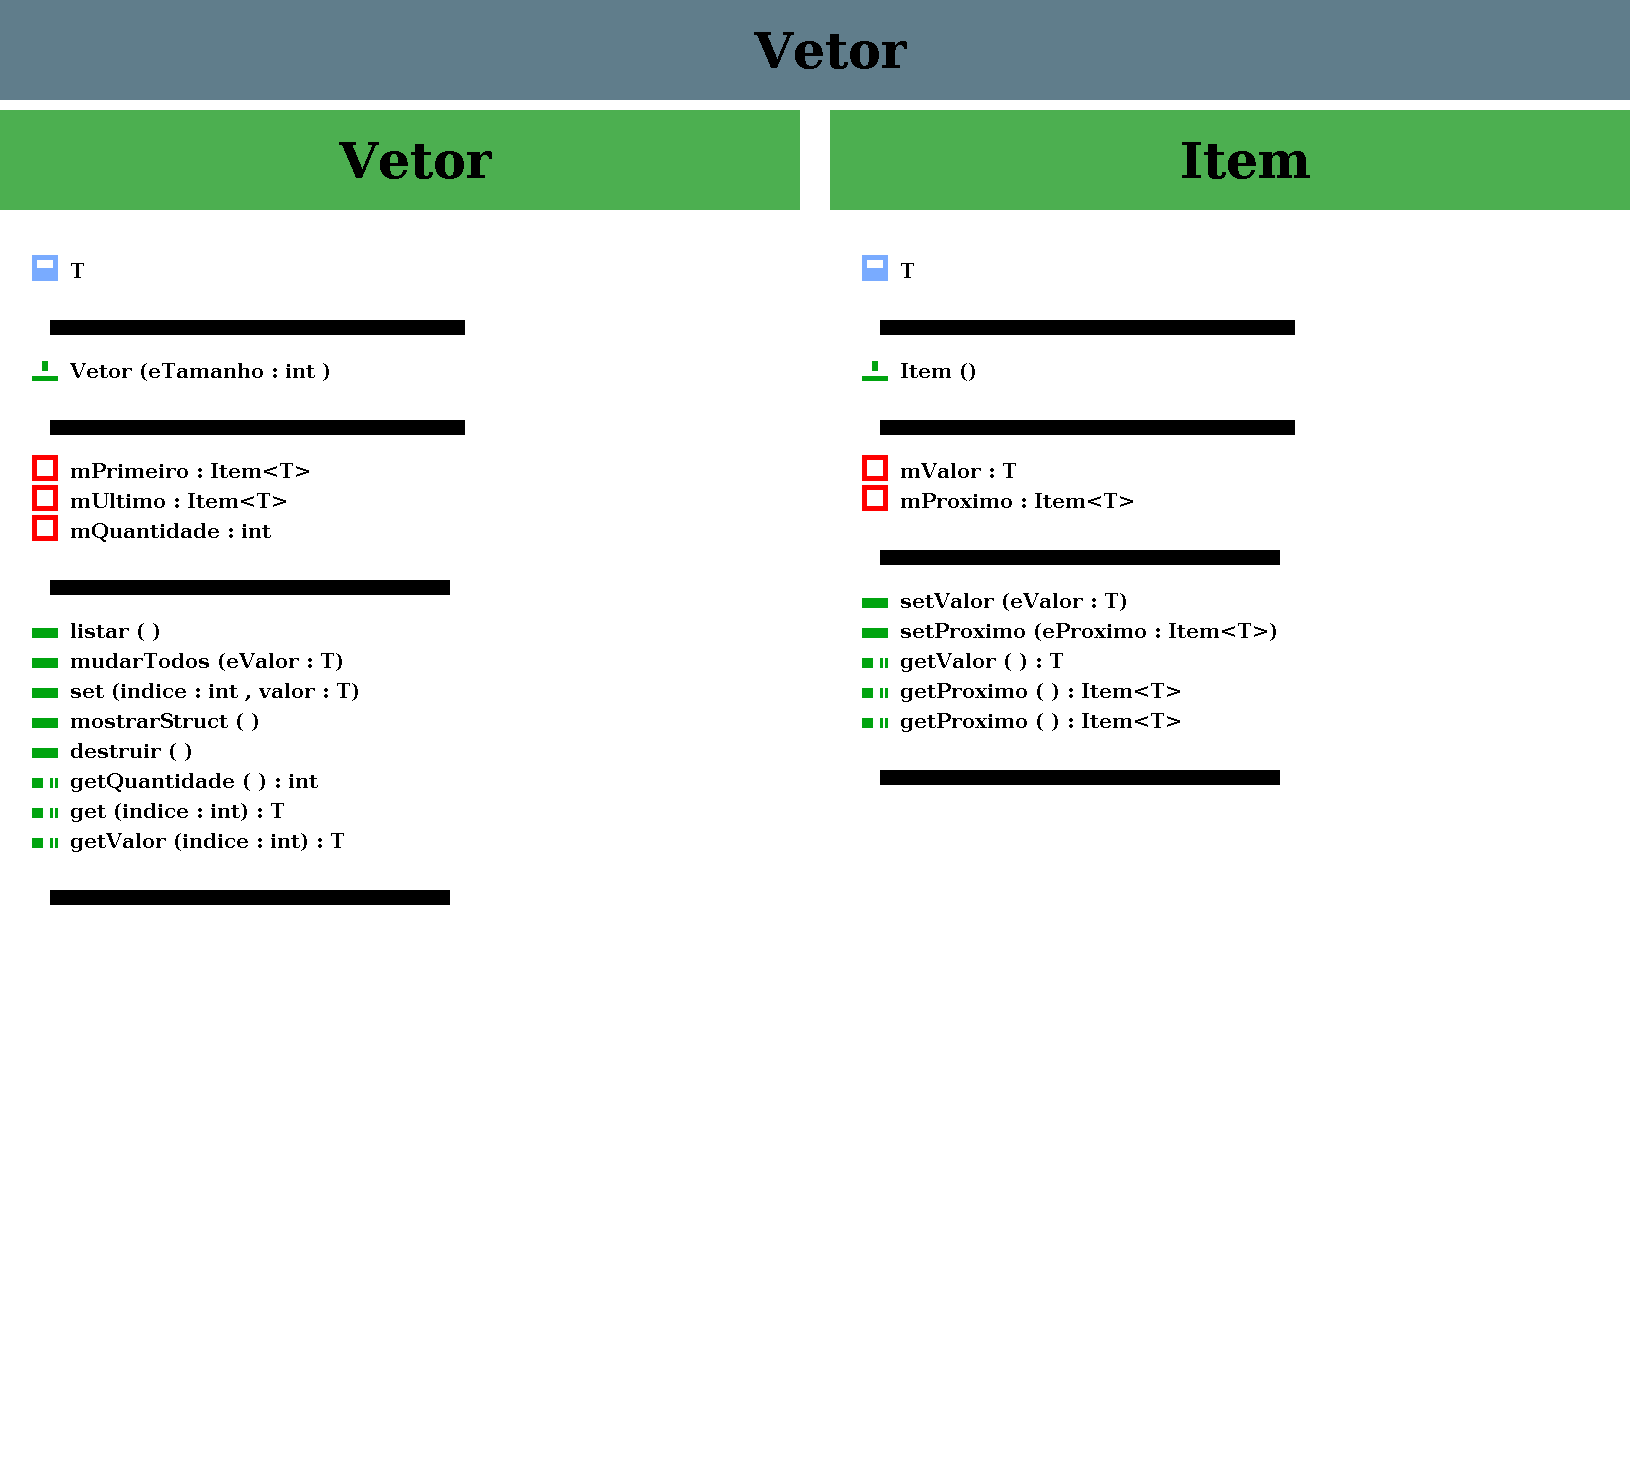 Vetor
Vetor
T
Vetor (eTamanho : int )
mPrimeiro : Item<T>
mUltimo : Item<T>
mQuantidade : int
listar ( )
mudarTodos (eValor : T)
set (indice : int , valor : T)
mostrarStruct ( )
destruir ( )
getQuantidade ( ) : int
get (indice : int) : T
getValor (indice : int) : T
Item
T
Item ()
mValor : T
mProximo : Item<T>
setValor (eValor : T)
setProximo (eProximo : Item<T>)
getValor ( ) : T
getProximo ( ) : Item<T>
getProximo ( ) : Item<T>